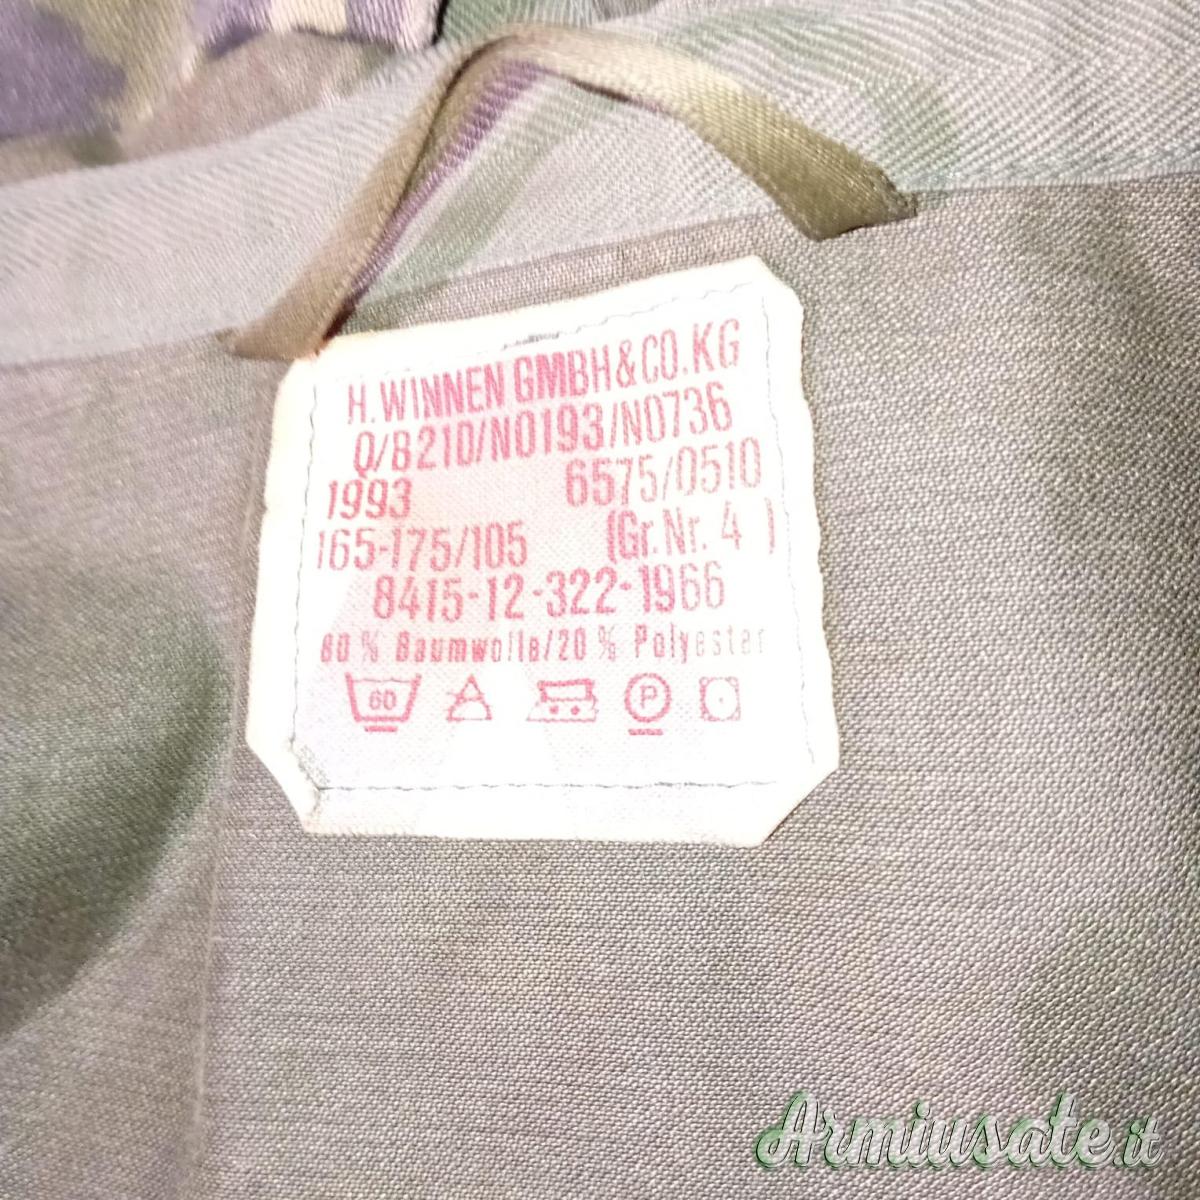 H. WINNEN GMBH & CO. KG
Q/B210/N0193/N0736
1993 6575/0510
165-175/105 (Gr. Nr. 4 )
8415-12-322-1966
80 % Baumwolle/20 % Polyester
60 P
Armiusate.it